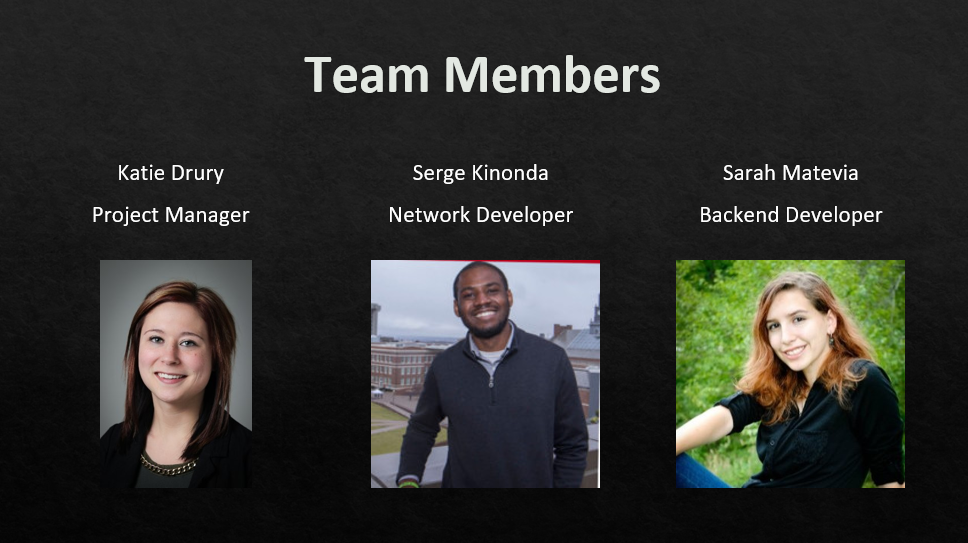 Team Members
Katie Drury
Project Manager
Serge Kinonda
Network Developer
Sarah Matevia
Backend Developer